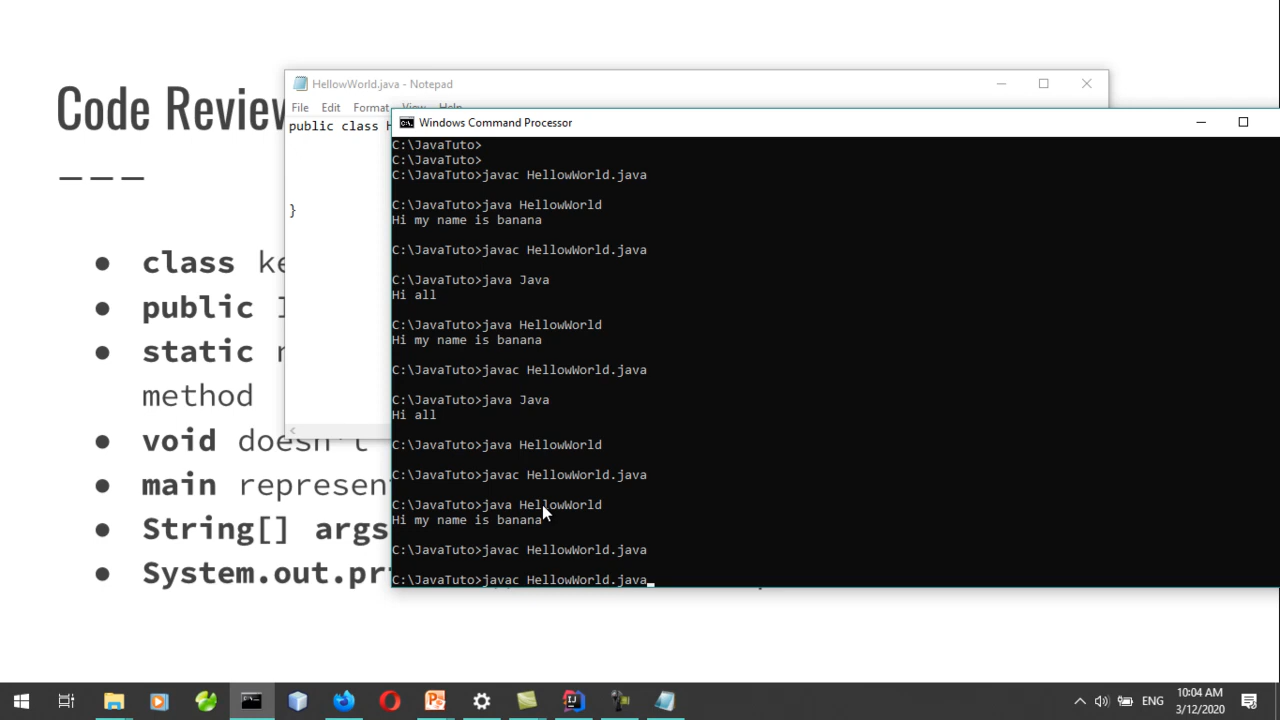 Code Review
HellowWorld.java - Notepad
File Edit Format View Help
public class H
}
Windows Command Processor
C:\JavaTuto>
C:\JavaTuto>
C:\JavaTuto>javac HellowWorld.java
C:\JavaTuto>java HellowWorld
Hi my name is banana
C:\JavaTuto>javac HellowWorld.java
C:\JavaTuto>java Java
Hi all
C:\JavaTuto>java HellowWorld
Hi my name is banana
C:\JavaTuto>javac HellowWorld.java
C:\JavaTuto>java Java
Hi all
C:\JavaTuto>java HellowWorld
C:\JavaTuto>javac HellowWorld.java
C:\JavaTuto>java HellowWorld
Hi my name is banana
C:\JavaTuto>javac HellowWorld.java
C:\JavaTuto>javac HellowWorld.java
● class ke
● public
● static
method
● void doesn't
● main represent
● String[] args
● System.out.pr
10:04 AM
ENG
3/12/2020